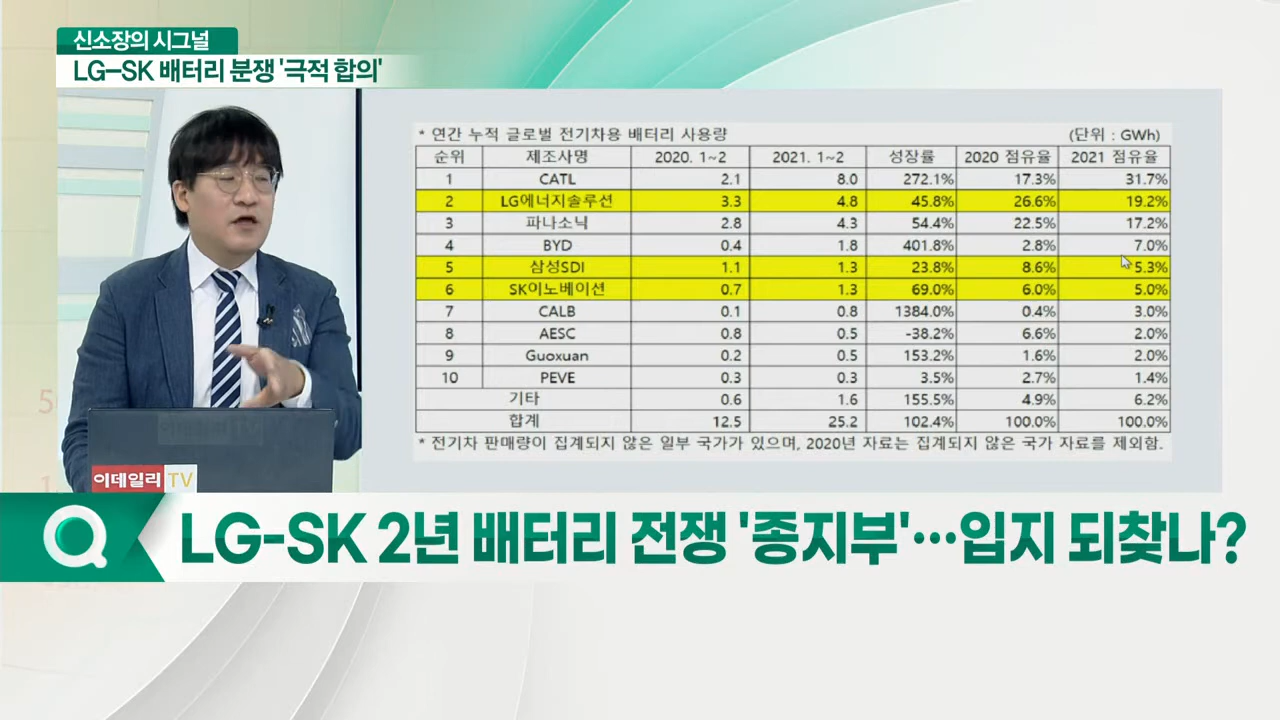 신소장의 시그널
LG-SK 배터리 분쟁 '극적 합의'
* 연간 누적 글로벌 전기차용 배터리 사용량 (단위 : GWh)
순위 제조사명 2020. 1~2 2021. 1~2 성장률 2020 점유율 2021 점유율
1 CATL 2.1 8.0 272.1% 17.3% 31.7%
2 LG에너지솔루션 3.3 4.8 45.8% 26.6% 19.2%
3 파나소닉 2.8 4.3 54.4% 22.5% 17.2%
4 BYD 0.4 1.8 401.8% 2.8% 7.0%
5 삼성SDI 1.1 1.3 23.8% 8.6% 5.3%
6 SK이노베이션 0.7 1.3 69.0% 6.0% 5.0%
7 CALB 0.1 0.8 1384.0% 0.4% 3.0%
8 AESC 0.8 0.5 -38.2% 6.6% 2.0%
9 Guoxuan 0.2 0.5 153.2% 1.6% 2.0%
10 PEVE 0.3 0.3 3.5% 2.7% 1.4%
기타 0.6 1.6 155.5% 4.9% 6.2%
합계 12.5 25.2 102.4% 100.0% 100.0%
* 전기차 판매량이 집계되지 않은 일부 국가가 있으며, 2020년 자료는 집계되지 않은 국가 자료를 제외함.
이데일리 TV
LG-SK 2년 배터리 전쟁 '종지부'…입지 되찾나?